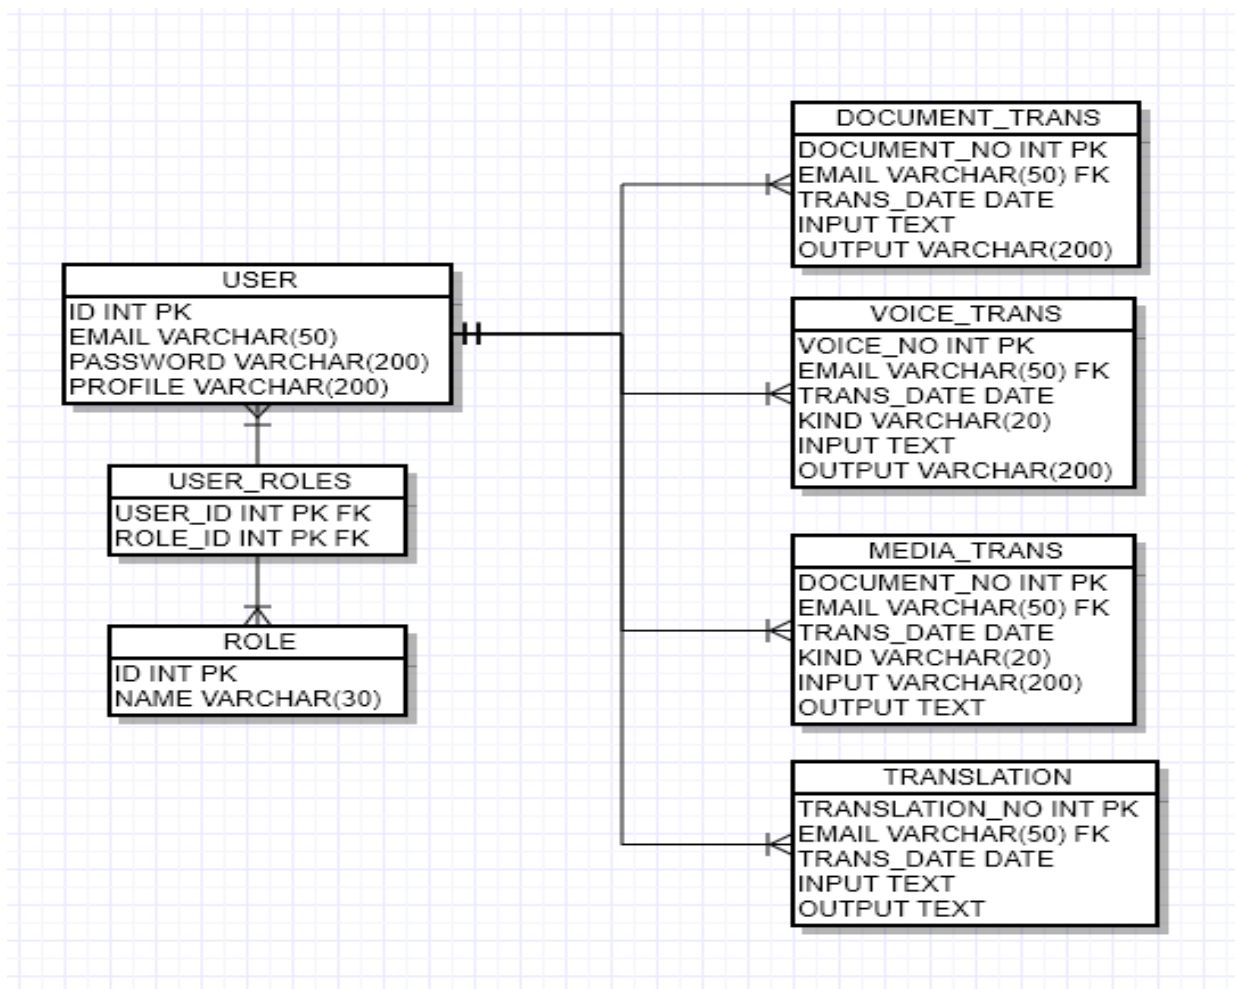 USER
ID INT PK
EMAIL VARCHAR(50)
PASSWORD VARCHAR(200)
PROFILE VARCHAR(200)
USER_ROLES
USER_ID INT PK FK
ROLE_ID INT PK FK
ROLE
ID INT PK
NAME VARCHAR(30)
DOCUMENT_TRANS
DOCUMENT_NO INT PK
EMAIL VARCHAR(50) FK
TRANS_DATE DATE
INPUT TEXT
OUTPUT VARCHAR(200)
VOICE_TRANS
VOICE_NO INT PK
EMAIL VARCHAR(50) FK
TRANS_DATE DATE
KIND VARCHAR(20)
INPUT TEXT
OUTPUT VARCHAR(200)
MEDIA_TRANS
DOCUMENT_NO INT PK
EMAIL VARCHAR(50) FK
TRANS_DATE DATE
KIND VARCHAR(20)
INPUT VARCHAR(200)
OUTPUT TEXT
TRANSLATION
TRANSLATION_NO INT PK
EMAIL VARCHAR(50) FK
TRANS_DATE DATE
INPUT TEXT
OUTPUT TEXT